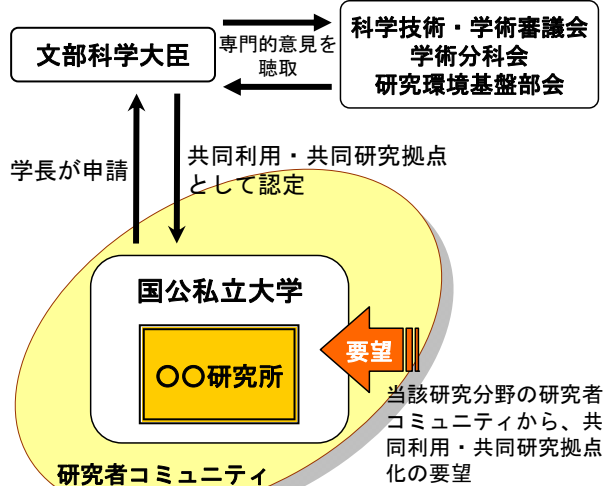 文部科学大臣
専門的意見を
聴取
科学技術・学術審議会
学術分科会
研究環境基盤部会
学長が申請
共同利用・共同研究拠点
として認定
国公私立大学
〇〇研究所
要望
当該研究分野の研究者
コミュニティから、共
同利用・共同研究拠点
化の要望
研究者コミュニティ